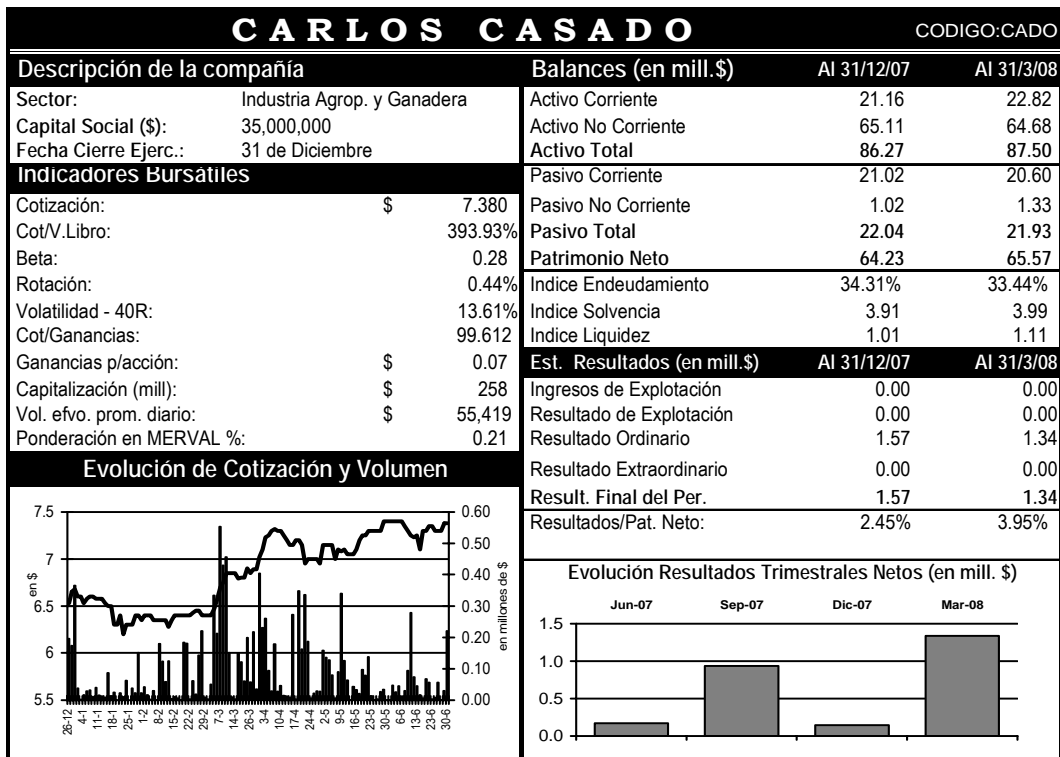 CARLOS CASADO CODIGO:CADO
Descripción de la compañía
Sector: Industria Agrop. y Ganadera
Capital Social ($): 35,000,000
Fecha Cierre Ejerc.: 31 de Diciembre
Indicadores Bursátiles
Cotización: $ 7.380
Cot/V.Libro: 393.93%
Beta: 0.28
Rotación: 0.44%
Volatilidad - 40R: 13.61%
Cot/Ganancias: 99.612
Ganancias p/acción: $ 0.07
Capitalización (mill): $ 258
Vol. efvo. prom. diario: $ 55,419
Ponderación en MERVAL %: 0.21
Evolución de Cotización y Volumen
7.5 0.60
0.50
7
0.40
en $
6.5 0.30
en millones de $
0.20
6
0.10
5.5 0.00
26-12 4-1 11-1 18-1 25-1 1-2 8-2 15-2 22-2 29-2 7-3 14-3 26-3 3-4 10-4 17-4 24-4 2-5 9-5 16-5 23-5 30-5 6-6 13-6 23-6 30-6
Balances (en mill.$) Al 31/12/07 Al 31/3/08
Activo Corriente 21.16 22.82
Activo No Corriente 65.11 64.68
Activo Total 86.27 87.50
Pasivo Corriente 21.02 20.60
Pasivo No Corriente 1.02 1.33
Pasivo Total 22.04 21.93
Patrimonio Neto 64.23 65.57
Indice Endeudamiento 34.31% 33.44%
Indice Solvencia 3.91 3.99
Indice Liquidez 1.01 1.11
Est. Resultados (en mill.$) Al 31/12/07 Al 31/3/08
Ingresos de Explotación 0.00 0.00
Resultado de Explotación 0.00 0.00
Resultado Ordinario 1.57 1.34
Resultado Extraordinario 0.00 0.00
Result. Final del Per. 1.57 1.34
Resultados/Pat. Neto: 2.45% 3.95%
Evolución Resultados Trimestrales Netos (en mill. $)
Jun-07 Sep-07 Dic-07 Mar-08
1.5
1.0
0.5
0.0